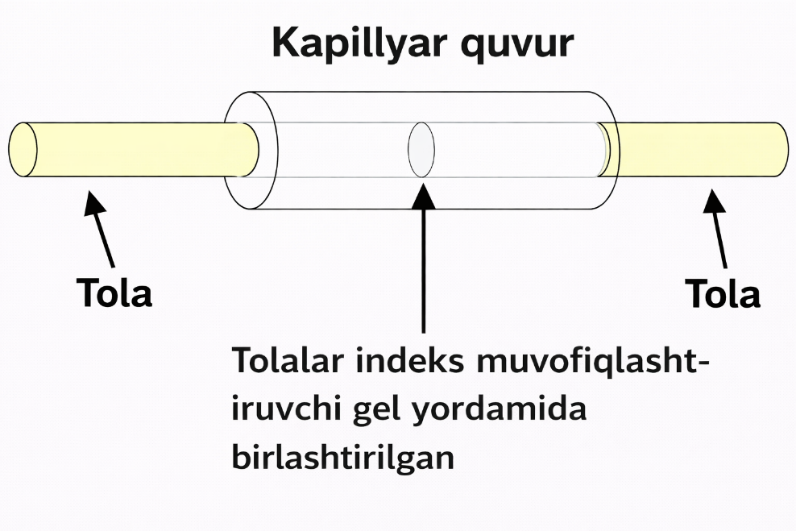 Kapillyar quvur
Tola
Tola
Tolalar indeks muvofiqlasht-
iruvchi gel yordamida
birlashtirilgan